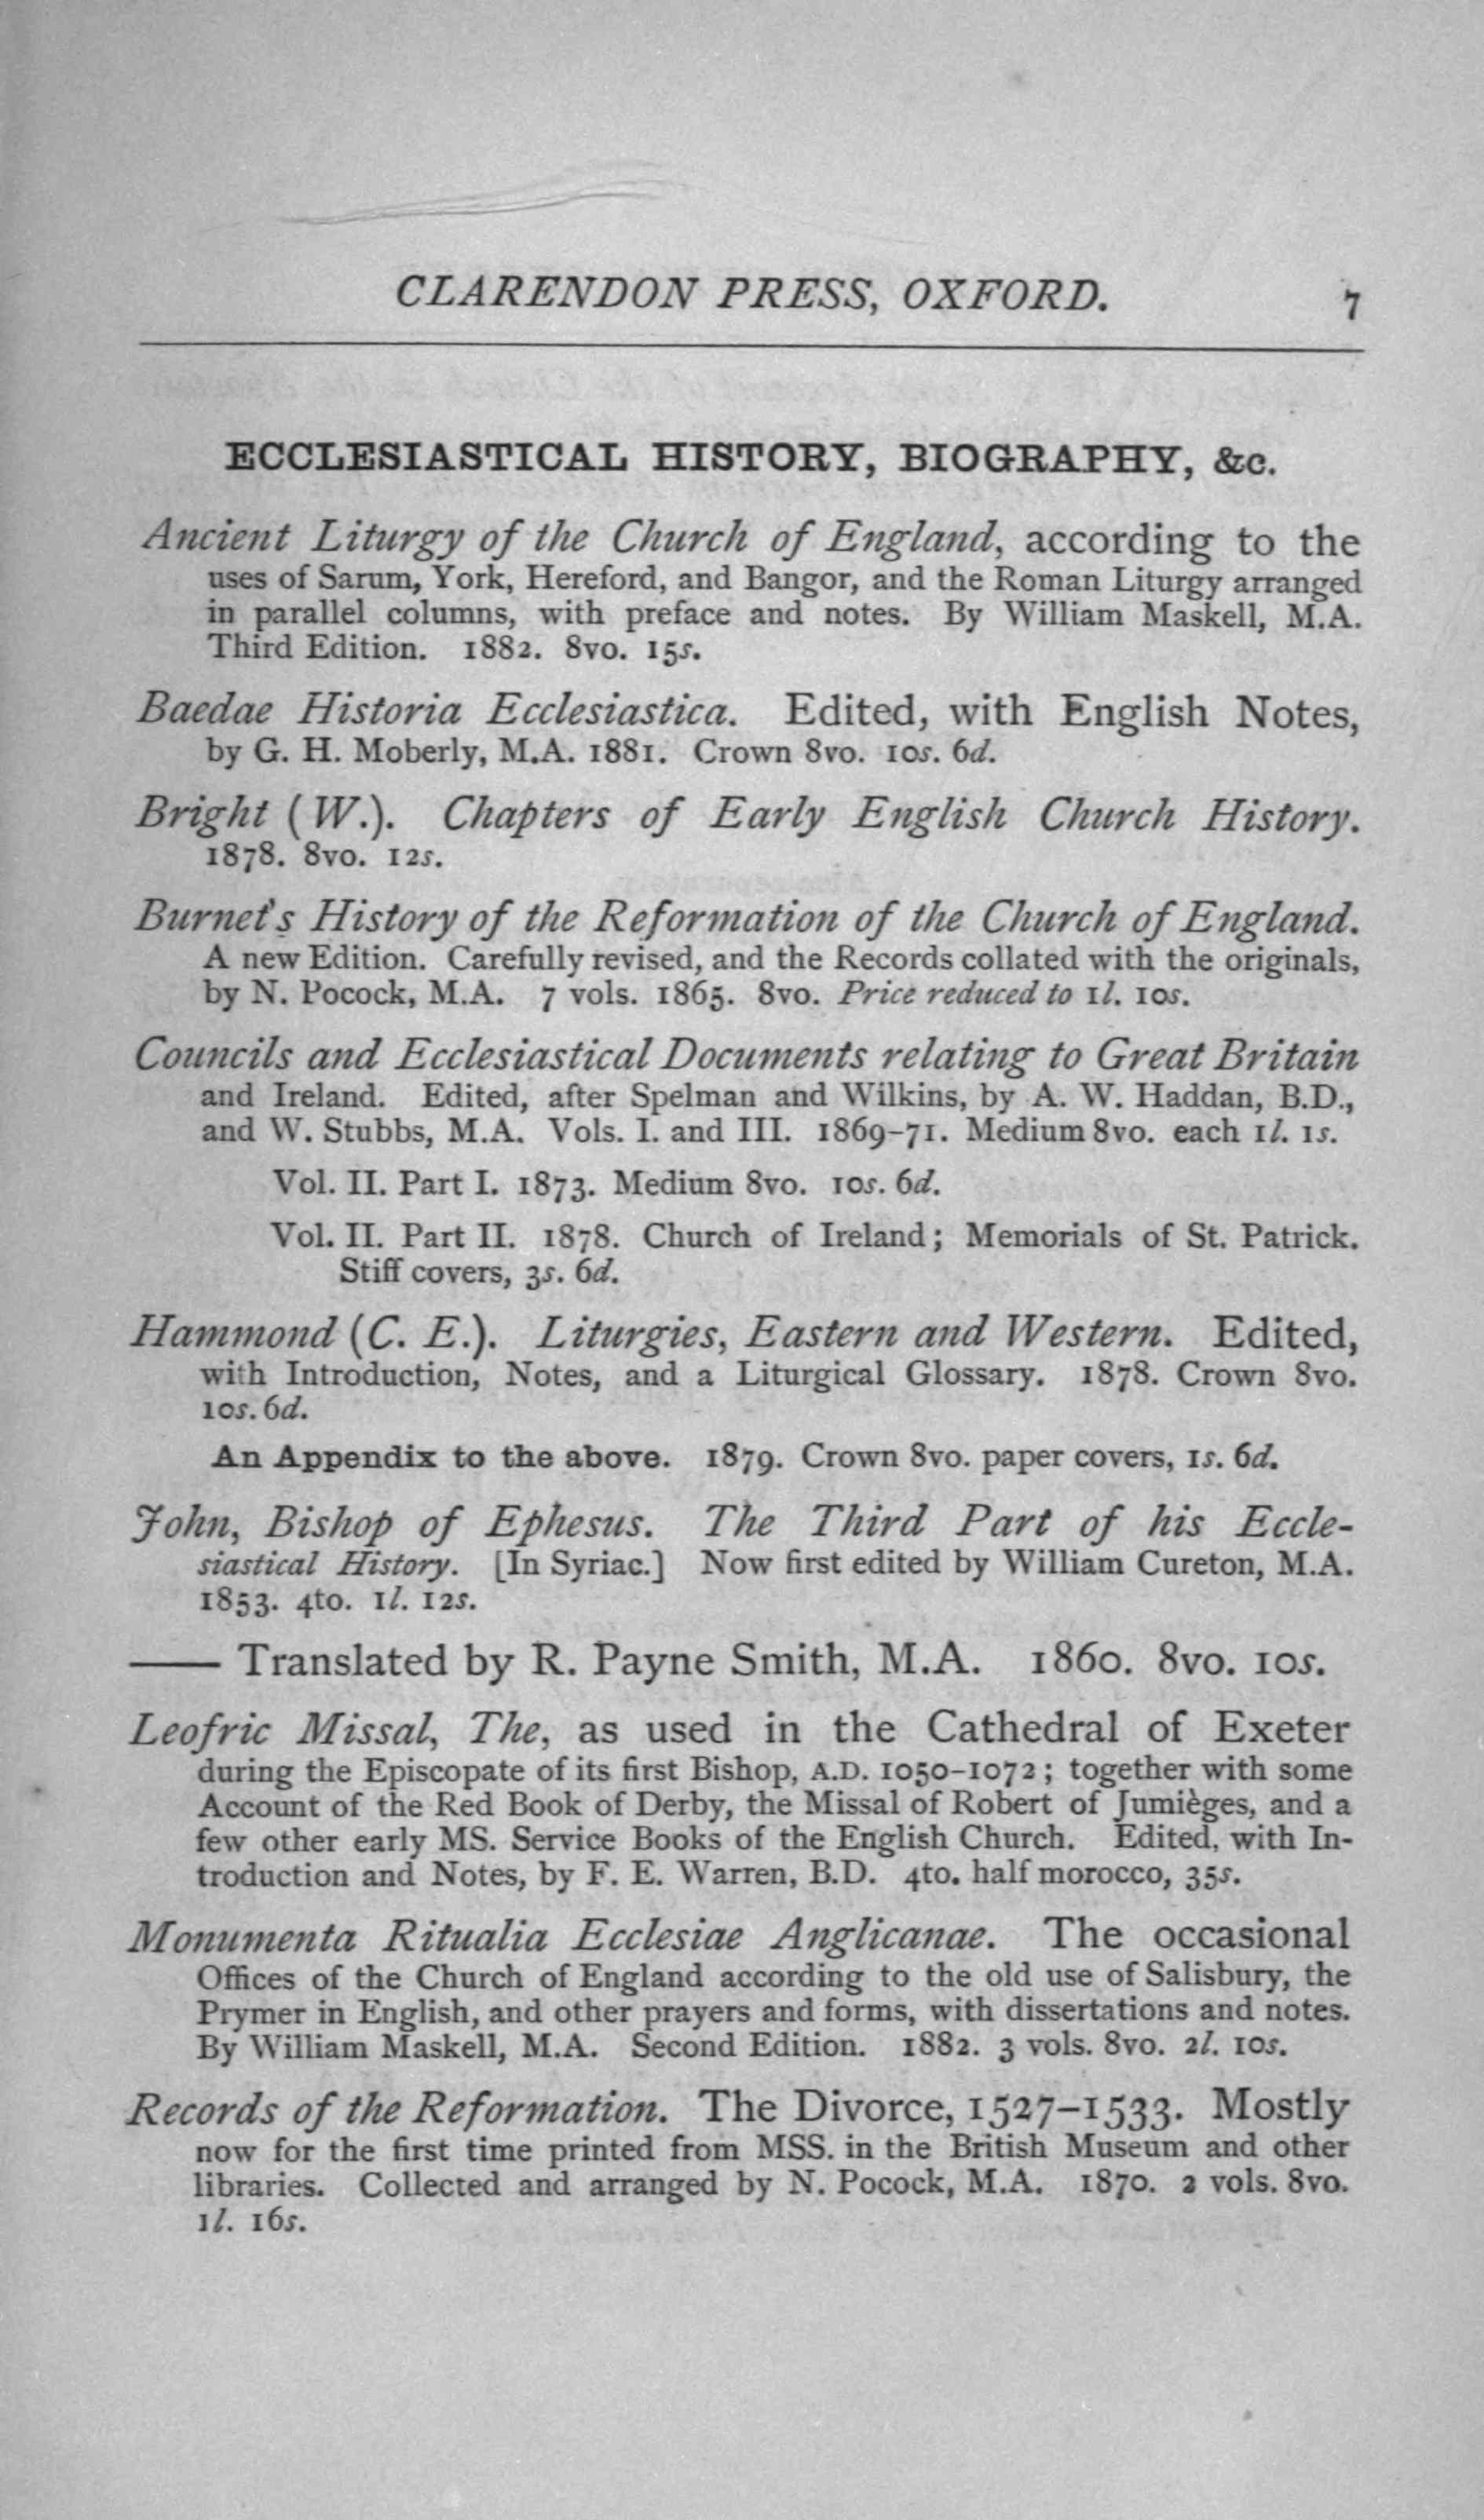 CLARENDON PRESS, OXFORD. 7
ECCLESIASTICAL HISTORY, BIOGRAPHY, &c.
Ancient Liturgy of the Church of England, according to the
uses of Sarum, York, Hereford, and Bangor, and the Roman Liturgy arranged
in parallel columns, with preface and notes. By William Maskell, M.A.
Third Edition. 1882. 8vo. 15s.
Baedae Historia Ecclesiastica. Edited, with English Notes,
by G. H. Moberly, M.A. 1881. Crown 8vo. 10s. 6d.
Bright (W.). Chapters of Early English Church History.
1878. 8vo. 12s.
Burnet's History of the Reformation of the Church of England.
A new Edition. Carefully revised, and the Records collated with the originals,
by N. Pocock, M.A. 7 vols. 1865. 8vo. Price reduced to 1l. 10s.
Councils and Ecclesiastical Documents relating to Great Britain
and Ireland. Edited, after Spelman and Wilkins, by A. W. Haddan, B.D.,
and W. Stubbs, M.A. Vols. I. and III. 1869–71. Medium 8vo. each 1l. 1s.
Vol. II. Part I. 1873. Medium 8vo. 10s. 6d.
Vol. II. Part II. 1878. Church of Ireland; Memorials of St. Patrick.
Stiff covers, 3s. 6d.
Hammond (C. E.). Liturgies, Eastern and Western. Edited,
with Introduction, Notes, and a Liturgical Glossary. 1878. Crown 8vo.
10s. 6d.
An Appendix to the above. 1879. Crown 8vo. paper covers, 1s. 6d.
John, Bishop of Ephesus. The Third Part of his Eccle-
siastical History. [In Syriac.] Now first edited by William Cureton, M.A.
1853. 4to. 1l. 12s.
—— Translated by R. Payne Smith, M.A. 1860. 8vo. 10s.
Leofric Missal, The, as used in the Cathedral of Exeter
during the Episcopate of its first Bishop, A.D. 1050–1072; together with some
Account of the Red Book of Derby, the Missal of Robert of Jumièges, and a
few other early MS. Service Books of the English Church. Edited, with In-
troduction and Notes, by F. E. Warren, B.D. 4to. half morocco, 35s.
Monumenta Ritualia Ecclesiae Anglicanae. The occasional
Offices of the Church of England according to the old use of Salisbury, the
Prymer in English, and other prayers and forms, with dissertations and notes.
By William Maskell, M.A. Second Edition. 1882. 3 vols. 8vo. 2l. 10s.
Records of the Reformation. The Divorce, 1527–1533. Mostly
now for the first time printed from MSS. in the British Museum and other
libraries. Collected and arranged by N. Pocock, M.A. 1870. 2 vols. 8vo.
1l. 16s.